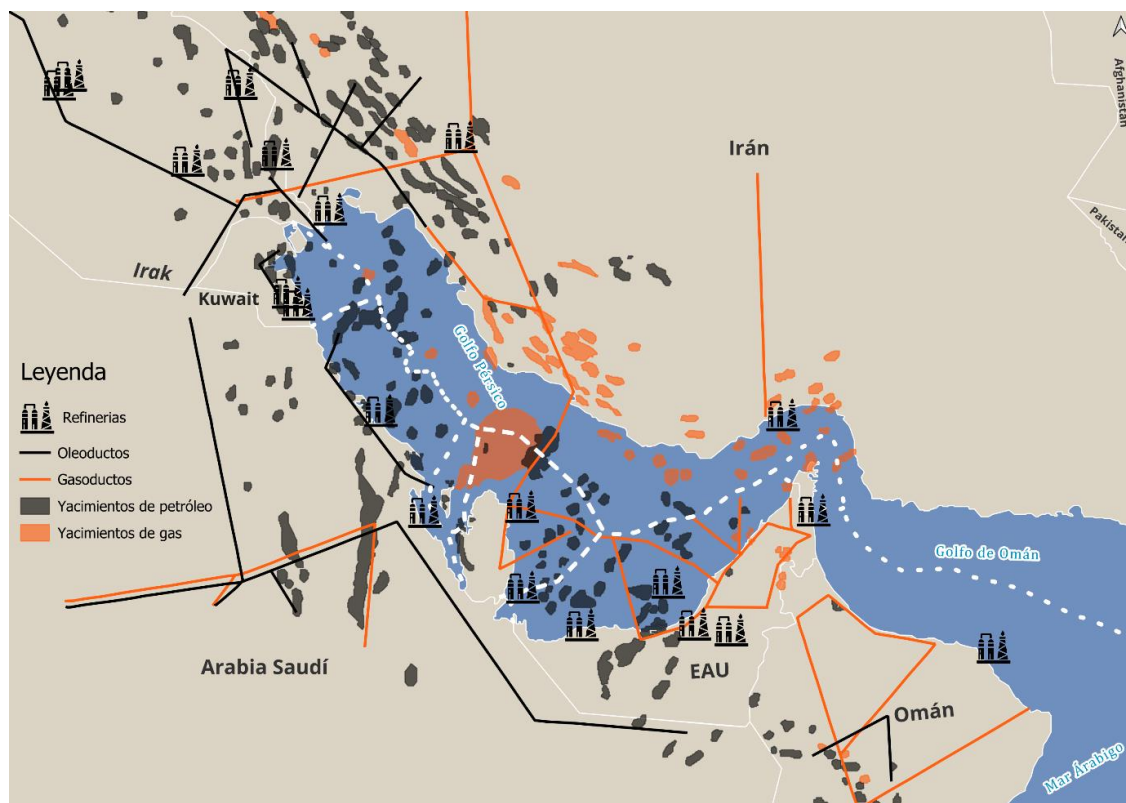 Afghanistan
Irán
Pakistan
Irak
Kuwait
Golfo Pérsico
Leyenda
Refinerias
Oleoductos
Gasoductos
Yacimientos de petróleo
Yacimientos de gas
Golfo de Omán
Arabia Saudí
EAU
Omán
Mar Árabigo